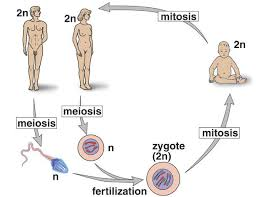 2n
2n
mitosis
2n
meiosis
meiosis
mitosis
n
zygote
(2n)
n
fertilization